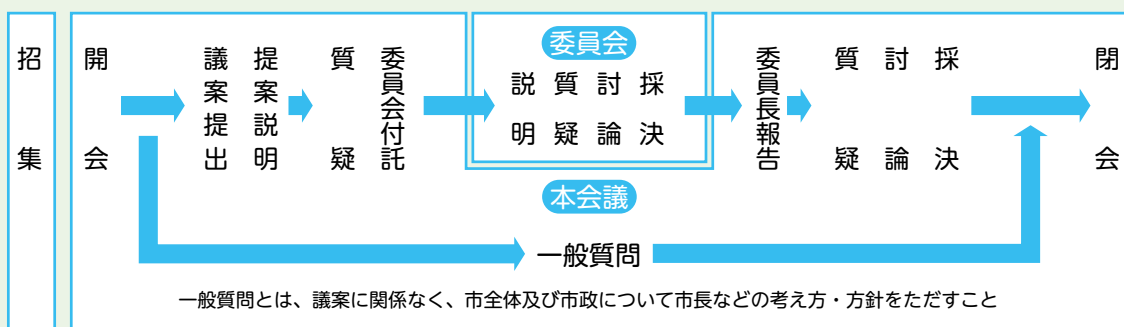 招集
開会
議案提出
提案説明
質疑
委員会付託
委員会
説明
質疑
討論
採決
委員長報告
質疑
討論
採決
閉会
本会議
一般質問
一般質問とは、議案に関係なく、市全体及び市政について市長などの考え方・方針をただすこと